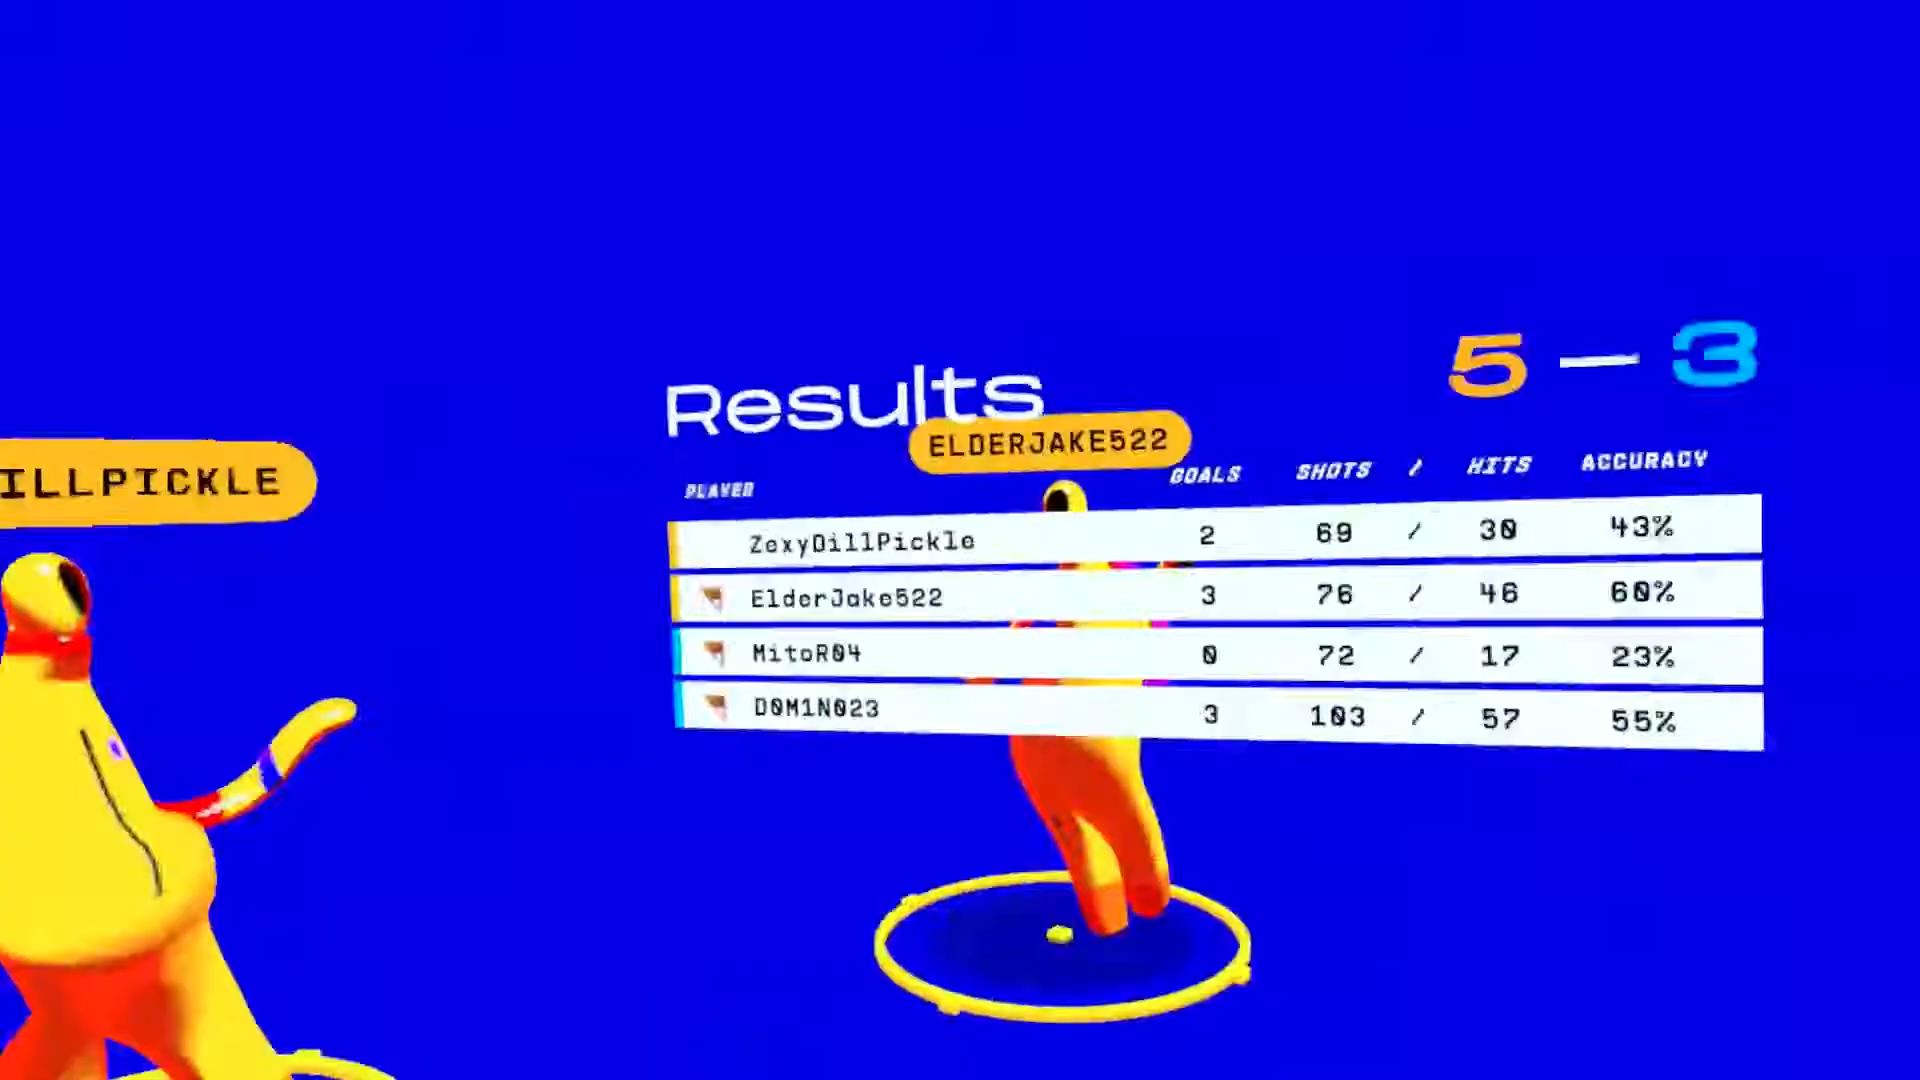 5 — 3
Results
ELDERJAKE522
ILLPICKLE
PLAYER GOALS SHOTS / HITS ACCURACY
ZexyDillPickle 2 69 / 30 43%
ElderJake522 3 76 / 46 60%
MitoR04 0 72 / 17 23%
D0M1N023 3 103 / 57 55%